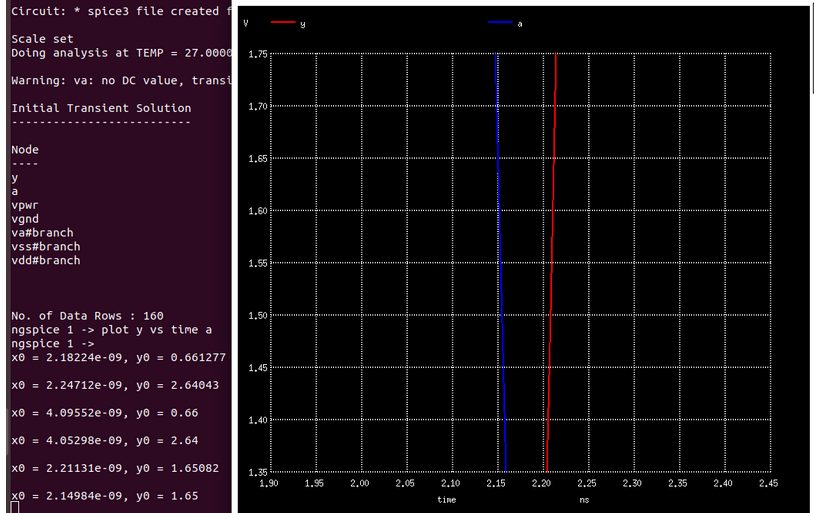 Circuit: * spice3 file created f
Scale set
Doing analysis at TEMP = 27.0000
Warning: va: no DC value, transi
Initial Transient Solution
--------------------------
Node
----
y
a
vpwr
vgnd
va#branch
vss#branch
vdd#branch
No. of Data Rows : 160
ngspice 1 -> plot y vs time a
ngspice 1 ->
x0 = 2.18224e-09, y0 = 0.661277
x0 = 2.24712e-09, y0 = 2.64043
x0 = 4.09552e-09, y0 = 0.66
x0 = 4.05298e-09, y0 = 2.64
x0 = 2.21131e-09, y0 = 1.65082
x0 = 2.14984e-09, y0 = 1.65
V y a
1.75
1.70
1.65
1.60
1.55
1.50
1.45
1.40
1.35
1.90 1.95 2.00 2.05 2.10 2.15 2.20 2.25 2.30 2.35 2.40 2.45
time ns